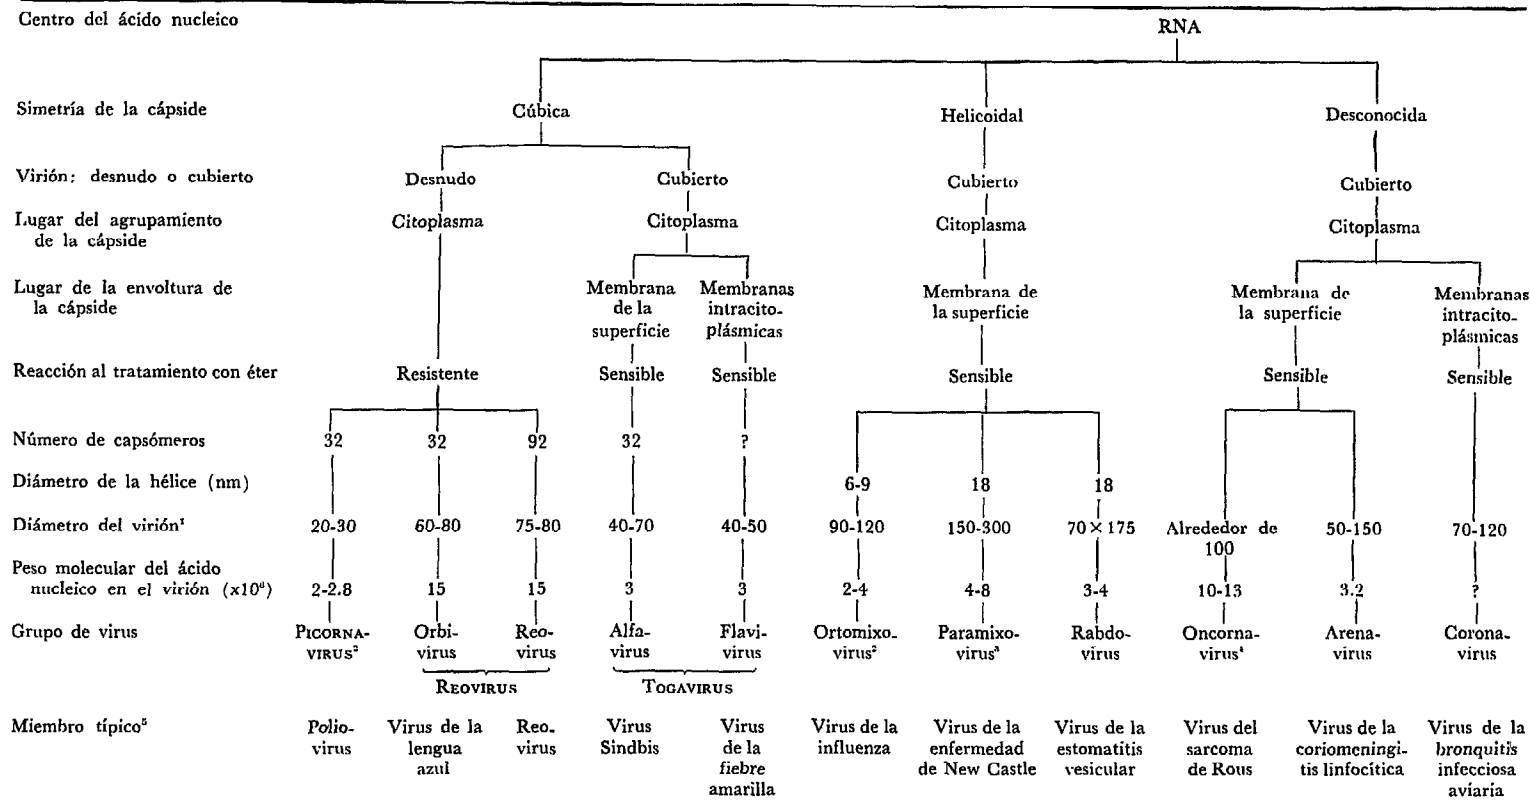 Centro del ácido nucleico
RNA
Simetría de la cápside
Cúbica
Helicoidal
Desconocida
Virión: desnudo o cubierto
Desnudo
Cubierto
Cubierto
Cubierto
Lugar del agrupamiento
de la cápside
Citoplasma
Citoplasma
Citoplasma
Citoplasma
Lugar de la envoltura de
la cápside
Membrana
de la
superficie
Membranas
intracito-
plásmicas
Membrana de
la superficie
Membrana de
la superficie
Membranas
intracito-
plásmicas
Reacción al tratamiento con éter
Resistente
Sensible
Sensible
Sensible
Sensible
Sensible
Número de capsómeros
32
32
92
32
?
Diámetro de la hélice (nm)
6-9
18
18
Diámetro del virión¹
20-30
60-80
75-80
40-70
40-50
90-120
150-300
70 × 175
Alrededor de
100
50-150
70-120
Peso molecular del ácido
nucleico en el virión (x10⁶)
2-2.8
15
15
3
3
2-4
4-8
3-4
10-13
3.2
?
Grupo de virus
PICORNA-
VIRUS²
Orbi-
virus
Reo-
virus
Alfa-
virus
Flavi-
virus
Ortomixo-
virus²
Paramixo-
virus³
Rabdo-
virus
Oncorna-
virus⁴
Arena-
virus
Corona-
virus
REOVIRUS
TOGAVIRUS
Miembro típico⁵
Polio-
virus
Virus de la
lengua
azul
Reo-
virus
Virus
Sindbis
Virus
de la
fiebre
amarilla
Virus de la
influenza
Virus de la
enfermedad
de New Castle
Virus de la
estomatitis
vesicular
Virus del
sarcoma
de Rous
Virus de la
coriomeningi-
tis linfocítica
Virus de la
bronquitis
infecciosa
aviaria